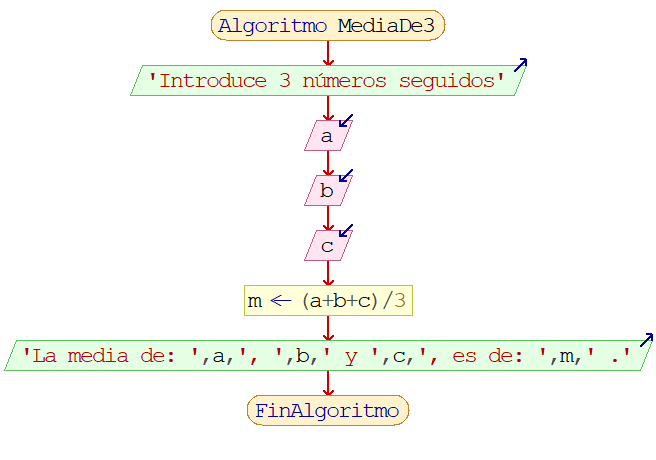 Algoritmo MediaDe3
'Introduce 3 números seguidos'
a
b
c
m ← (a+b+c)/3
'La media de: ',a,', ',b,' y ',c,', es de: ',m,' .'
FinAlgoritmo